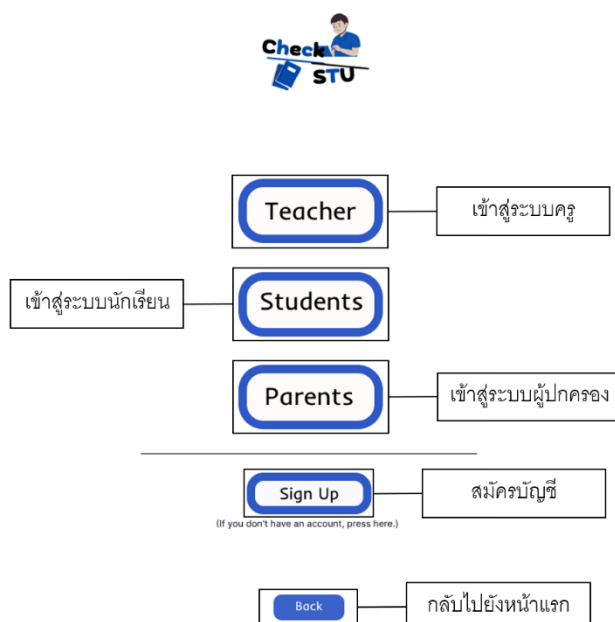 Check
STU
Teacher
เข้าสู่ระบบครู
เข้าสู่ระบบนักเรียน
Students
Parents
เข้าสู่ระบบผู้ปกครอง
Sign Up
สมัครบัญชี
(If you don't have an account, press here.)
Back
กลับไปยังหน้าแรก